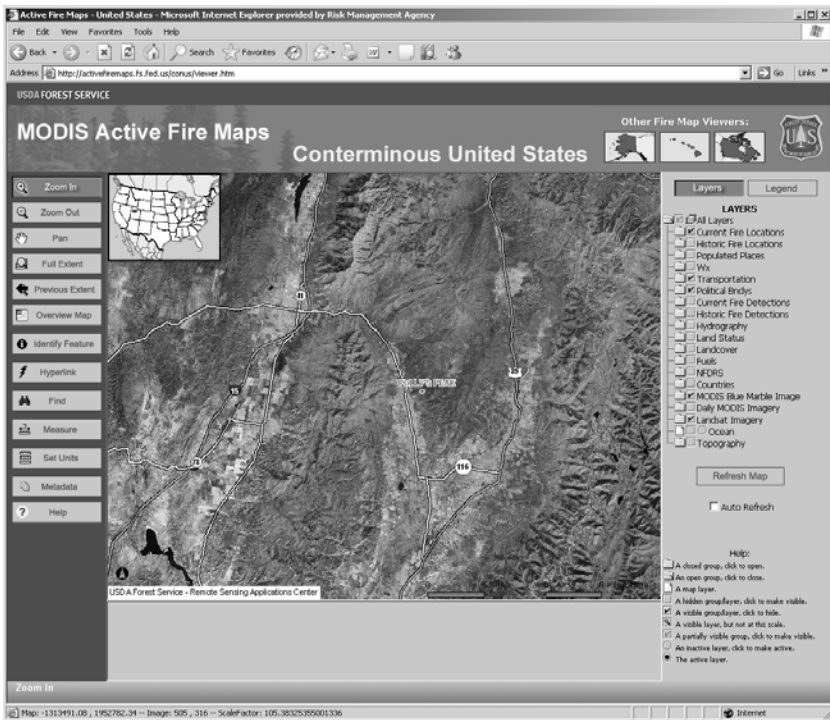 Active Fire Maps - United States - Microsoft Internet Explorer provided by Risk Management Agency
File Edit View Favorites Tools Help
Back Search Favorites
Address http://activefiremaps.fs.fed.us/conus/viewer.htm Go Links
USDA FOREST SERVICE
MODIS Active Fire Maps
Conterminous United States
Other Fire Map Viewers:
FOREST SERVICE
U S
Zoom In
Zoom Out
Pan
Full Extent
Previous Extent
Overview Map
Identify Feature
Hyperlink
Find
Measure
Set Units
Metadata
Help
15
116
USDA Forest Service - Remote Sensing Applications Center
Layers Legend
LAYERS
All Layers
Current Fire Locations
Historic Fire Locations
Populated Places
Wx
Transportation
Political Bndys
Current Fire Detections
Historic Fire Detections
Hydrography
Land Status
Landcover
Fuels
NFDRS
Countries
MODIS Blue Marble Image
Daily MODIS Imagery
Landsat Imagery
Ocean
Topography
Refresh Map
Auto Refresh
Help:
A closed group, click to open.
An open group, click to close.
A map layer.
A hidden group/layer, click to make visible.
A visible group/layer, click to hide.
A visible layer, but not at this scale.
A partially visible group, click to make visible.
An inactive layer, click to make active.
The active layer.
Zoom In
Map: -1313491.08 , 1952782.34 -- Image: 505 , 316 -- ScaleFactor: 105.38325355001336
Internet